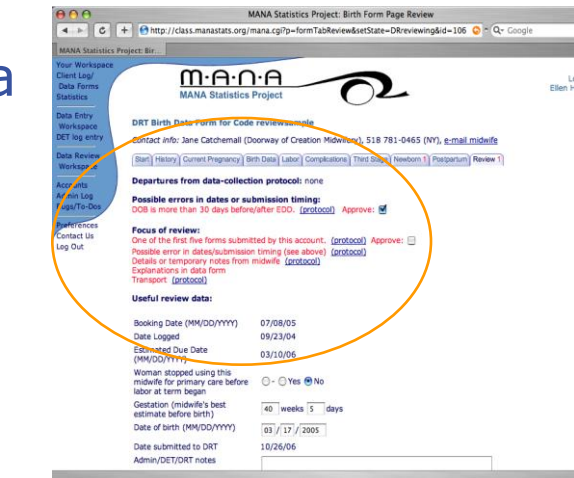 a
MANA Statistics Project: Birth Form Page Review
http://www.manastats.org/mana.cgi?p=formTabReview&setState=DRreviewing&id=106
Q- Google
MANA Statistics Project: Bir...
Your Workspace
Client Log/
Data Forms
Statistics
Data Entry
Workspace
DET log entry
Data Review
Workspace
Accounts
Admin Log
Bugs/To-Dos
Preferences
Contact Us
Log Out
M·A·N·A
MANA Statistics Project
Ellen H
DRT Birth Data Form for Code reviewsample
Contact info: Jane Catchemall (Doorway of Creation Midwifery), 518 781-0465 (NY), e-mail midwife
Start History Current Pregnancy Birth Data Labor Complications Third Stage Newborn 1 Postpartum Review 1
Departures from data-collection protocol: none
Possible errors in dates or submission timing:
DOB is more than 30 days before/after EDD. (protocol) Approve:
Focus of review:
One of the first five forms submitted by this account. (protocol) Approve:
Possible error in dates/submission timing (see above) (protocol)
Details or temporary notes from midwife (protocol)
Explanations in data form
Transport (protocol)
Useful review data:
Booking Date (MM/DD/YYYY) 07/08/05
Date Logged 09/23/04
Estimated Due Date
(MM/DD/YYYY) 03/10/06
Woman stopped using this
midwife for primary care before
labor at term began
- Yes No
Gestation (midwife's best
estimate before birth)
40 weeks 5 days
Date of birth (MM/DD/YYYY) 03 / 17 / 2005
Date submitted to DRT 10/26/06
Admin/DET/DRT notes